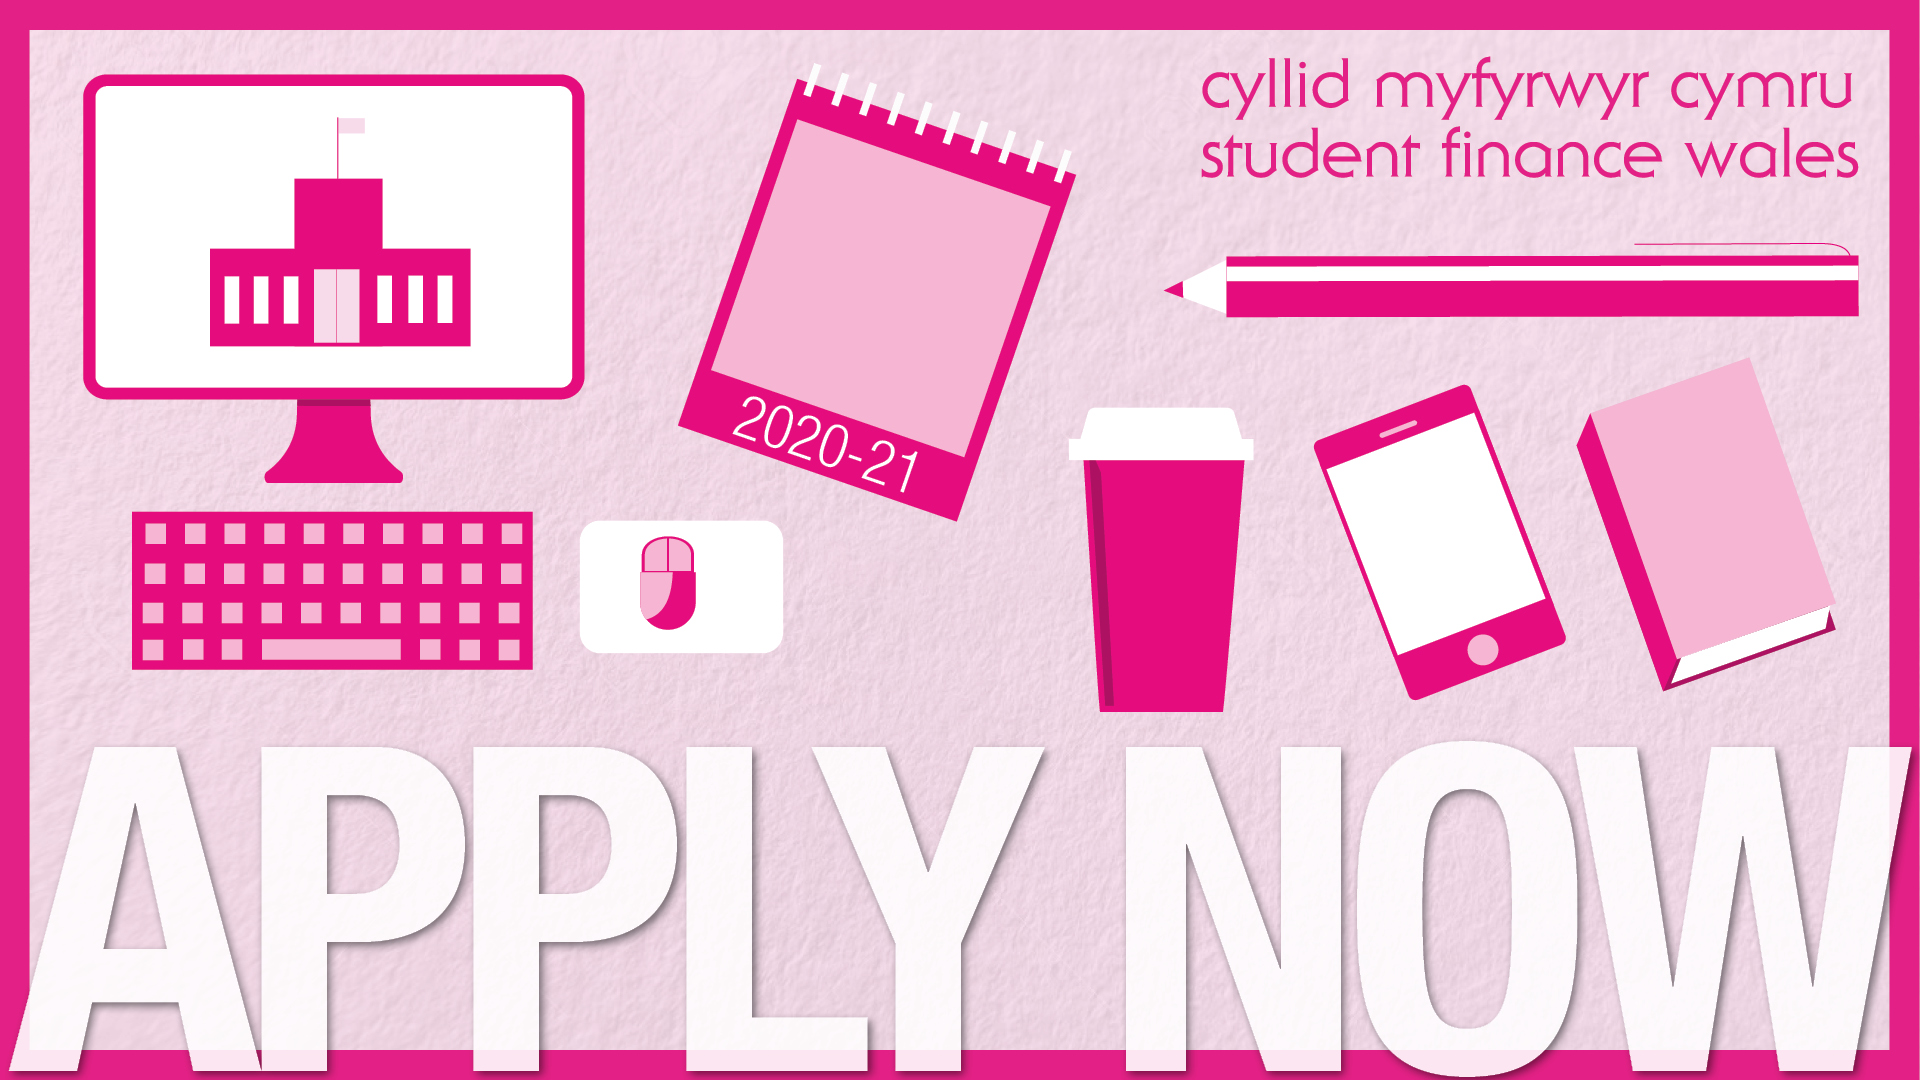 cyllid myfyrwyr cymru
student finance wales
2020-21
APPLY NOW